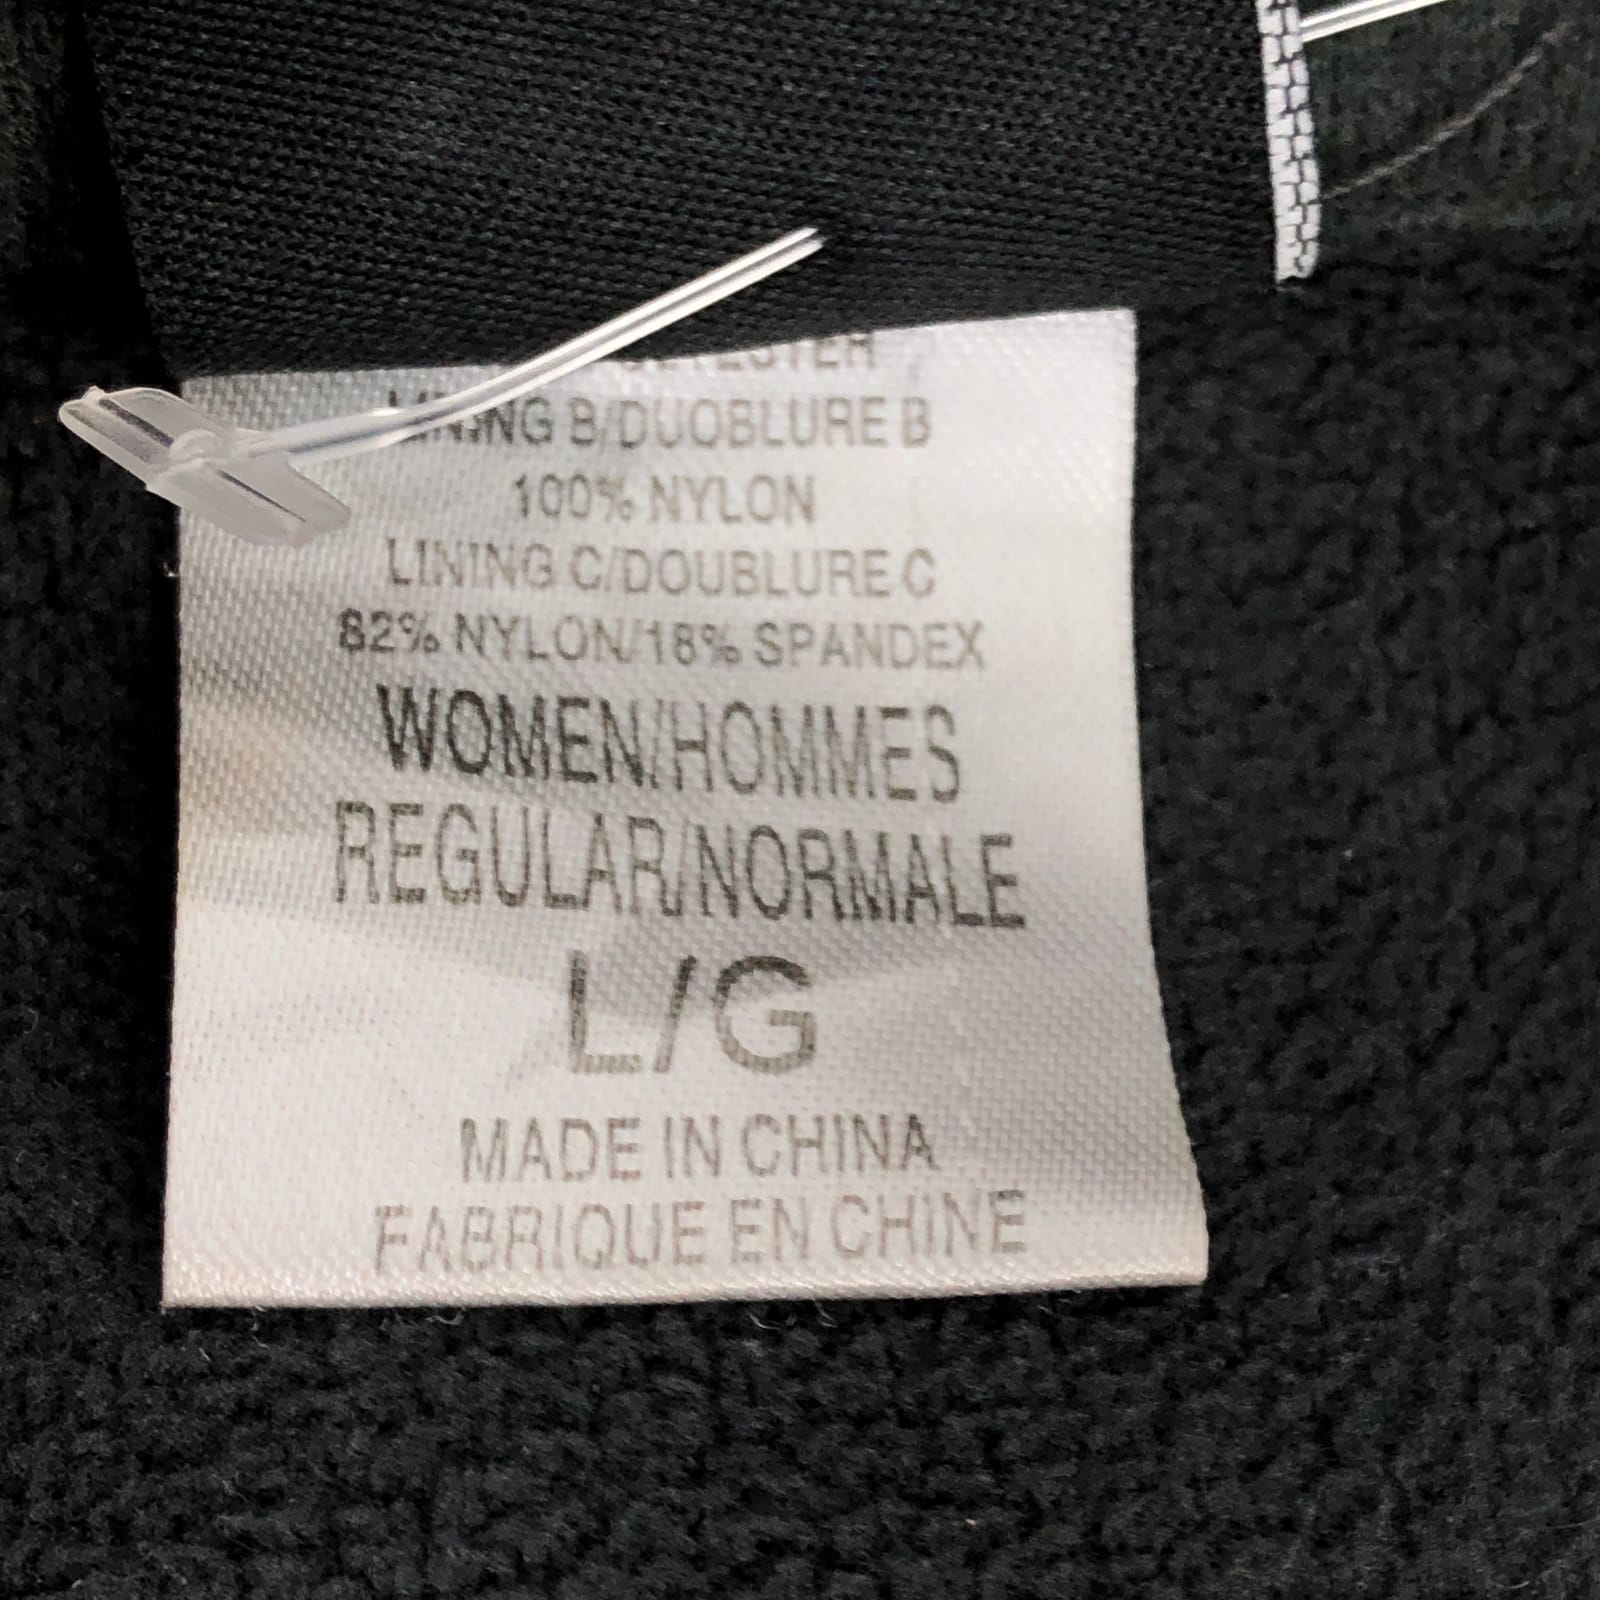 LINING B/DUOBLURE B
100% NYLON
LINING C/DOUBLURE C
82% NYLON/18% SPANDEX
WOMEN/HOMMES
REGULAR/NORMALE
L/G
MADE IN CHINA
FABRIQUE EN CHINE